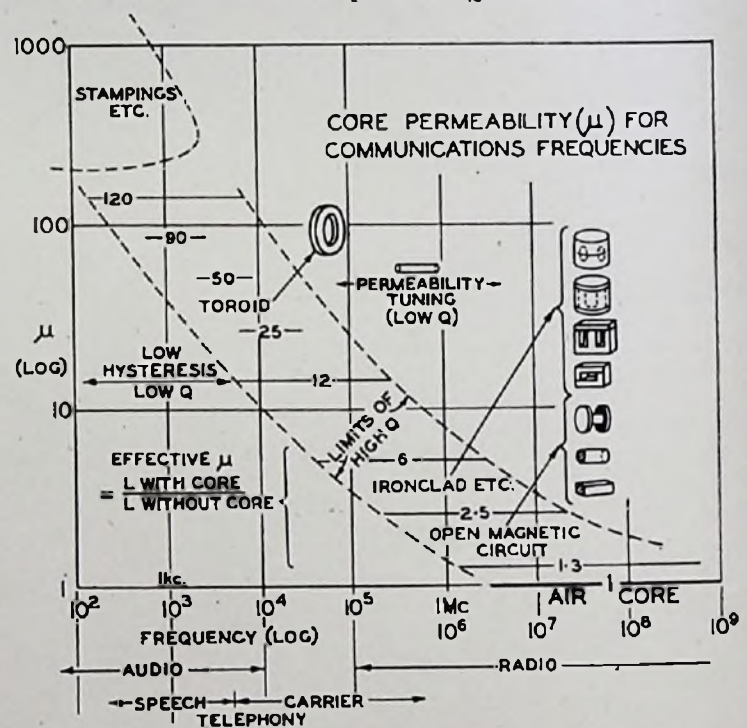 1000
STAMPINGS
ETC.
CORE PERMEABILITY (μ) FOR
COMMUNICATIONS FREQUENCIES
120
100
90
50
TOROID
PERMEABILITY
TUNING
(LOW Q)
25
μ
(LOG)
LOW
HYSTERESIS
LOW Q
12
10
LIMITS OF
HIGH Q
EFFECTIVE μ
= L WITH CORE
L WITHOUT CORE
6
IRONCLAD ETC.
2·5
OPEN MAGNETIC
CIRCUIT
1·3
1
1kc.
1Mc
AIR 1 CORE
10² 10³ 10⁴ 10⁵ 10⁶ 10⁷ 10⁸ 10⁹
FREQUENCY (LOG)
AUDIO
RADIO
SPEECH
CARRIER
TELEPHONY